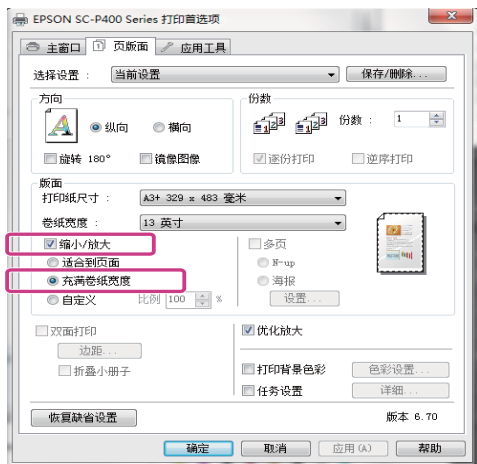 EPSON SC-P400 Series 打印首选项
主窗口 页版面 应用工具
选择设置 ： 当前设置 保存/删除...
方向
纵向 横向
旋转 180° 镜像图像
份数
份数 ： 1
逐份打印 逆序打印
版面
打印纸尺寸 ： A3+ 329 x 483 毫米
卷纸宽度 ： 13 英寸
缩小/放大
适合到页面
充满卷纸宽度
自定义 比例 100 %
多页
N-up
海报
设置...
双面打印
边距...
折叠小册子
优化放大
打印背景色彩 色彩设置...
任务设置 详细...
恢复缺省设置 版本 6.70
确定 取消 应用(A) 帮助